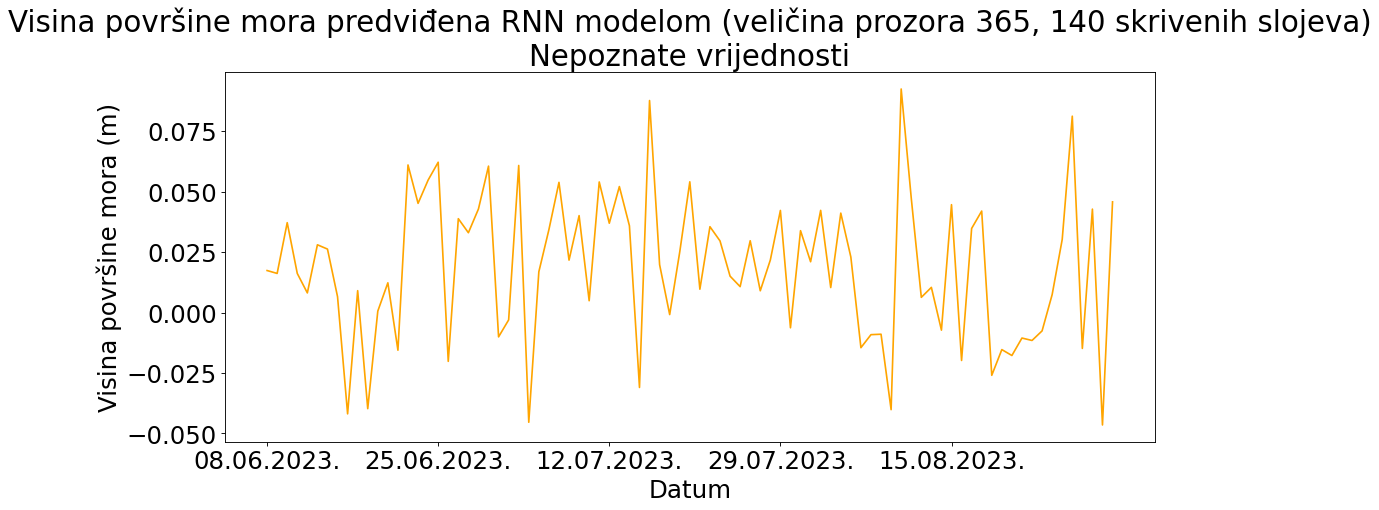 Visina površine mora predviđena RNN modelom (veličina prozora 365, 140 skrivenih slojeva)
Nepoznate vrijednosti
Visina površine mora (m)
0.075
0.050
0.025
0.000
−0.025
−0.050
08.06.2023. 25.06.2023. 12.07.2023. 29.07.2023. 15.08.2023.
Datum